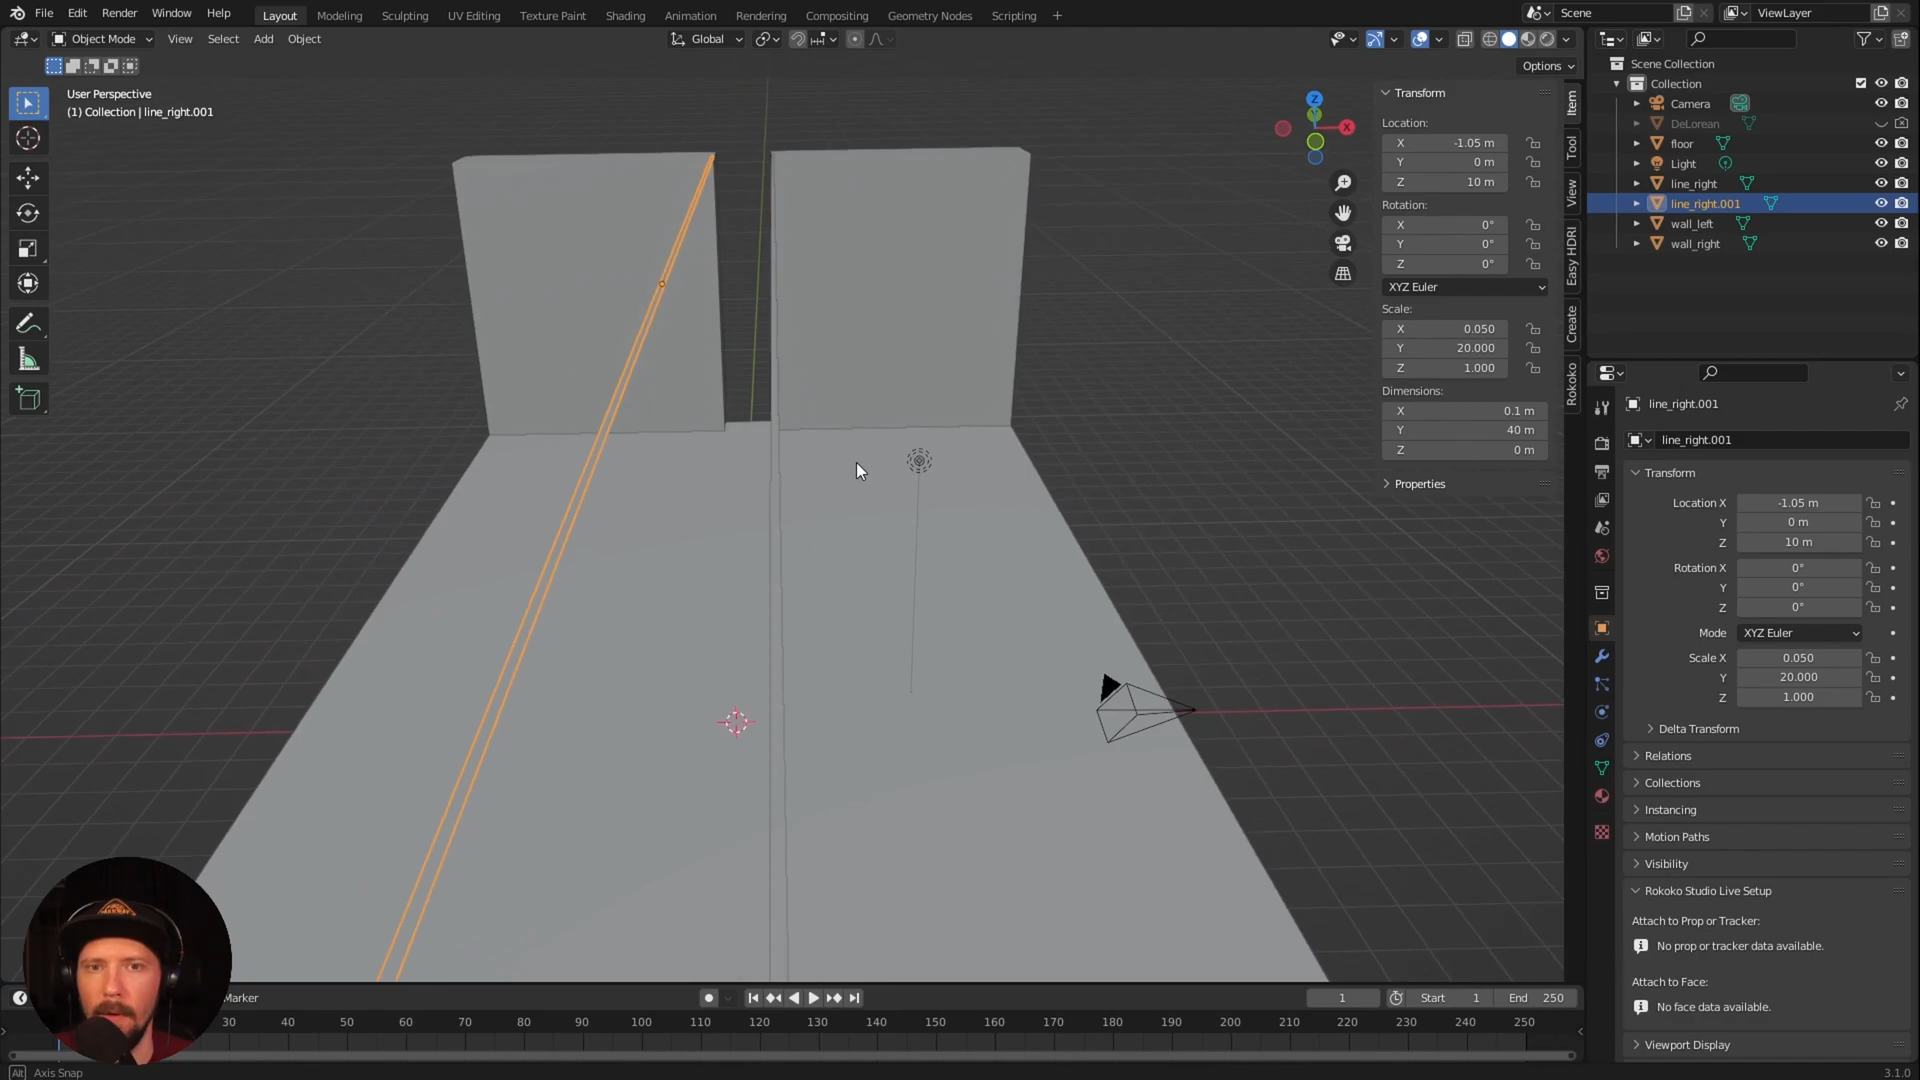 File Edit Render Window Help Layout Modeling Sculpting UV Editing Texture Paint Shading Animation Rendering Compositing Geometry Nodes Scripting + Scene ViewLayer
Object Mode View Select Add Object Global
Options
User Perspective
(1) Collection | line_right.001
Z
X
Transform
Location:
X -1.05 m
Y 0 m
Z 10 m
Rotation:
X 0°
Y 0°
Z 0°
XYZ Euler
Scale:
X 0.050
Y 20.000
Z 1.000
Dimensions:
X 0.1 m
Y 40 m
Z 0 m
Properties
Item
Tool
View
Easy HDRI
Create
Rokoko
Scene Collection
Collection
Camera
DeLorean
floor
Light
line_right
line_right.001
wall_left
wall_right
line_right.001
line_right.001
Transform
Location X -1.05 m
Y 0 m
Z 10 m
Rotation X 0°
Y 0°
Z 0°
Mode XYZ Euler
Scale X 0.050
Y 20.000
Z 1.000
Delta Transform
Relations
Collections
Instancing
Motion Paths
Visibility
Rokoko Studio Live Setup
Attach to Prop or Tracker:
No prop or tracker data available.
Attach to Face:
No face data available.
Viewport Display
Marker 1 Start 1 End 250
30 40 50 60 70 80 90 100 110 120 130 140 150 160 170 180 190 200 210 220 230 240 250
Alt Axis Snap 3.1.0